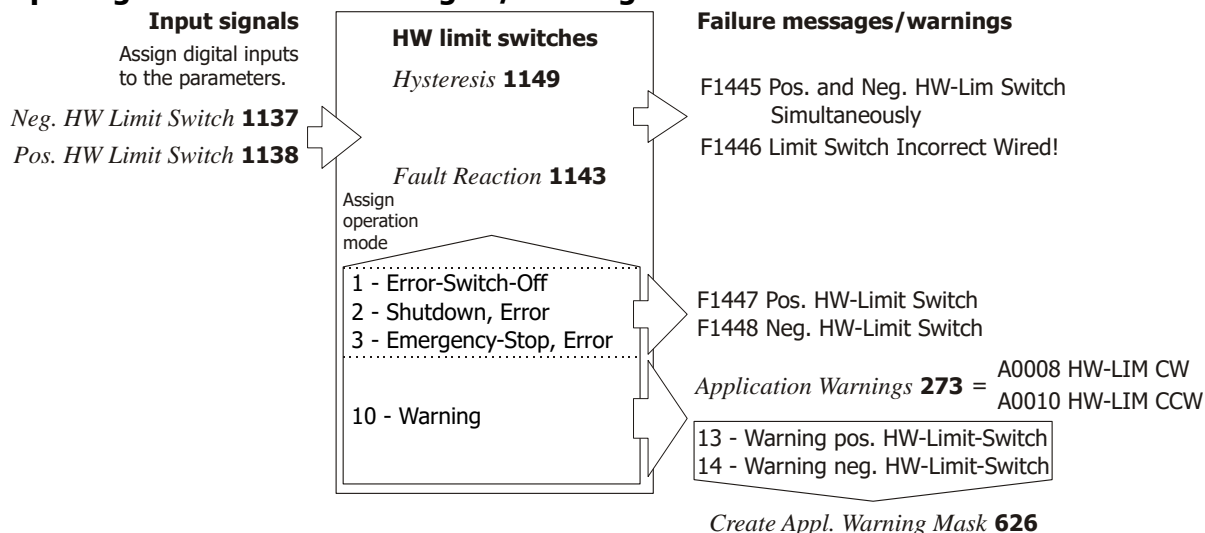 Input signals
Assign digital inputs
to the parameters.
Neg. HW Limit Switch 1137
Pos. HW Limit Switch 1138
HW limit switches
Hysteresis 1149
Fault Reaction 1143
Assign
operation
mode
1 - Error-Switch-Off
2 - Shutdown, Error
3 - Emergency-Stop, Error
10 - Warning
Failure messages/warnings
F1445 Pos. and Neg. HW-Lim Switch
Simultaneously
F1446 Limit Switch Incorrect Wired!
F1447 Pos. HW-Limit Switch
F1448 Neg. HW-Limit Switch
Application Warnings 273 =
A0008 HW-LIM CW
A0010 HW-LIM CCW
13 - Warning pos. HW-Limit-Switch
14 - Warning neg. HW-Limit-Switch
Create Appl. Warning Mask 626